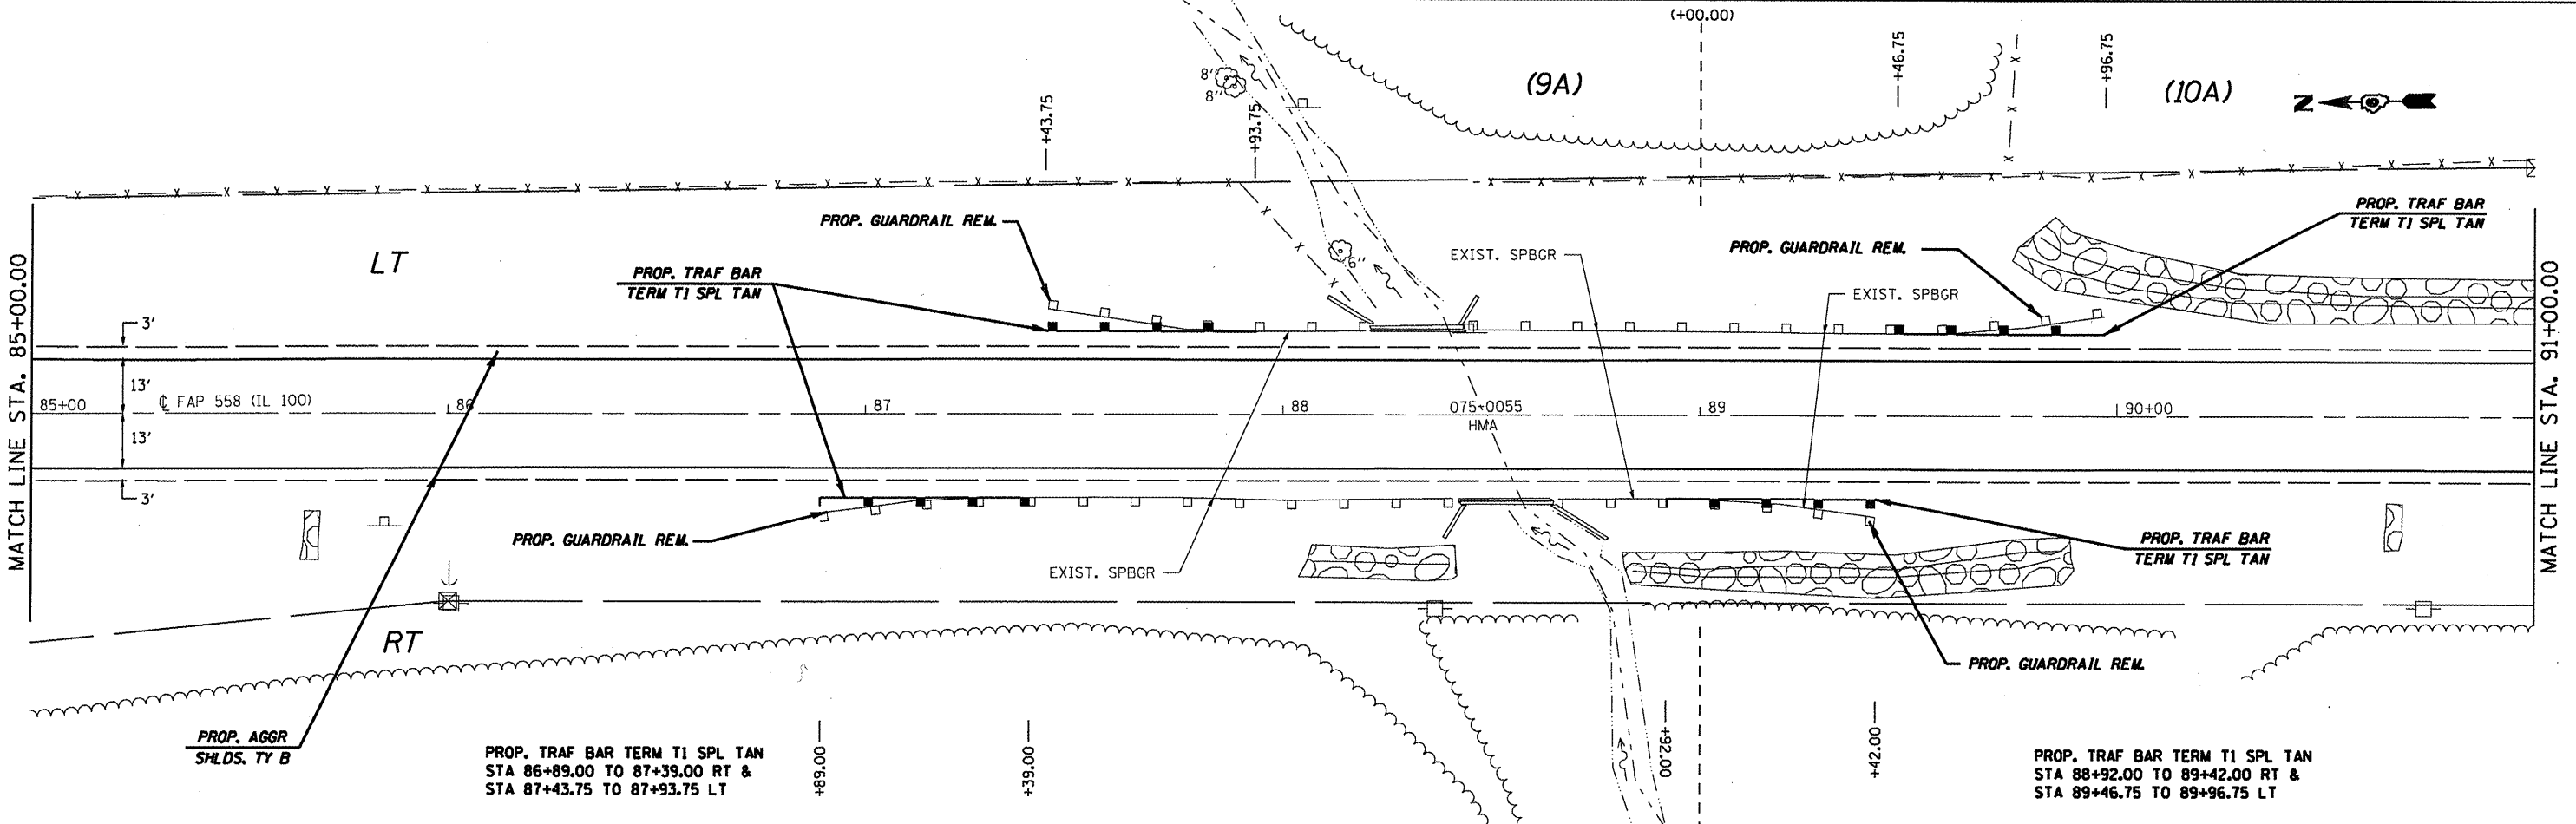 (+00.00)
+46.75
+96.75
(9A)
(10A)
N
8''
8''
+43.75
+93.75
PROP. GUARDRAIL REM.
PROP. TRAF BAR
TERM T1 SPL TAN
LT
6''
EXIST. SPBGR
PROP. GUARDRAIL REM.
PROP. TRAF BAR
TERM T1 SPL TAN
EXIST. SPBGR
MATCH LINE STA. 85+00.00
MATCH LINE STA. 91+00.00
3'
13'
85+00
℄ FAP 558 (IL 100)
86
87
88
075-0055
HMA
89
90+00
13'
3'
PROP. GUARDRAIL REM.
EXIST. SPBGR
PROP. TRAF BAR
TERM T1 SPL TAN
RT
PROP. GUARDRAIL REM.
PROP. AGGR
SHLDS. TY B
PROP. TRAF BAR TERM T1 SPL TAN
STA 86+89.00 TO 87+39.00 RT &
STA 87+43.75 TO 87+93.75 LT
+89.00
+39.00
+92.00
+42.00
PROP. TRAF BAR TERM T1 SPL TAN
STA 88+92.00 TO 89+42.00 RT &
STA 89+46.75 TO 89+96.75 LT